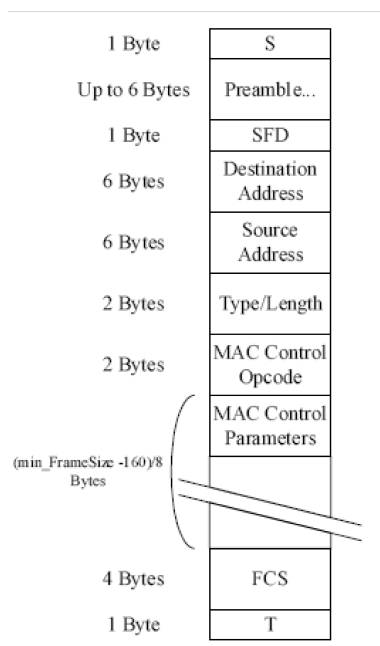 1 Byte S
Up to 6 Bytes Preamble...
1 Byte SFD
6 Bytes Destination
Address
6 Bytes Source
Address
2 Bytes Type/Length
2 Bytes MAC Control
Opcode
MAC Control
Parameters
(min_FrameSize -160)/8
Bytes
4 Bytes FCS
1 Byte T